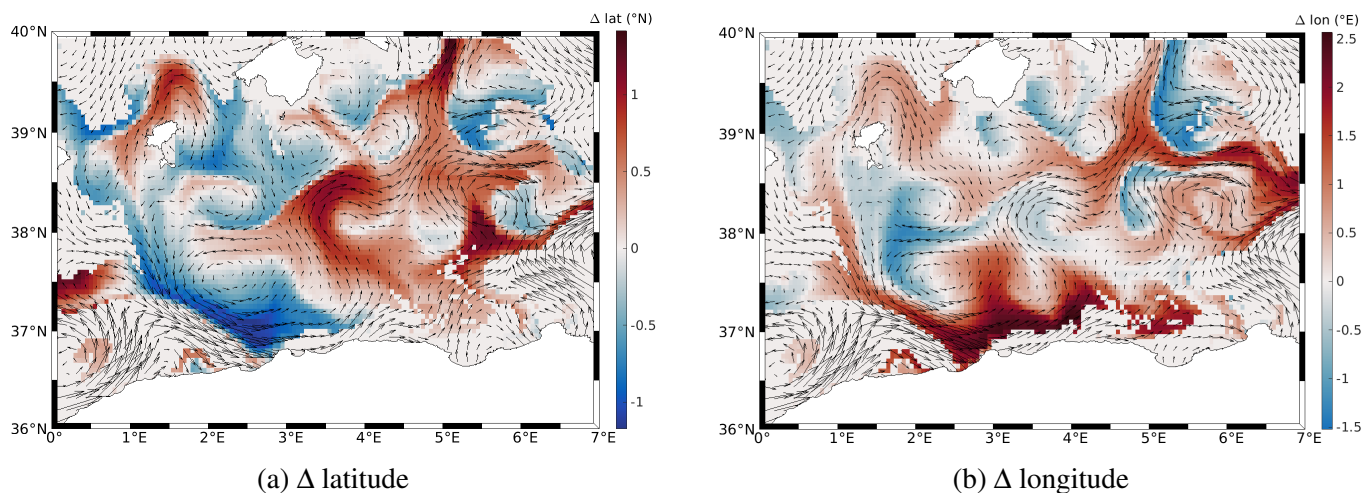 Δ lat (°N)
40°N
39°N
38°N
37°N
36°N
0°
1°E
2°E
3°E
4°E
5°E
6°E
7°E
1
0.5
0
-0.5
-1
(a) Δ latitude
Δ lon (°E)
40°N
39°N
38°N
37°N
36°N
0°
1°E
2°E
3°E
4°E
5°E
6°E
7°E
2.5
2
1.5
1
0.5
0
-0.5
-1
-1.5
(b) Δ longitude